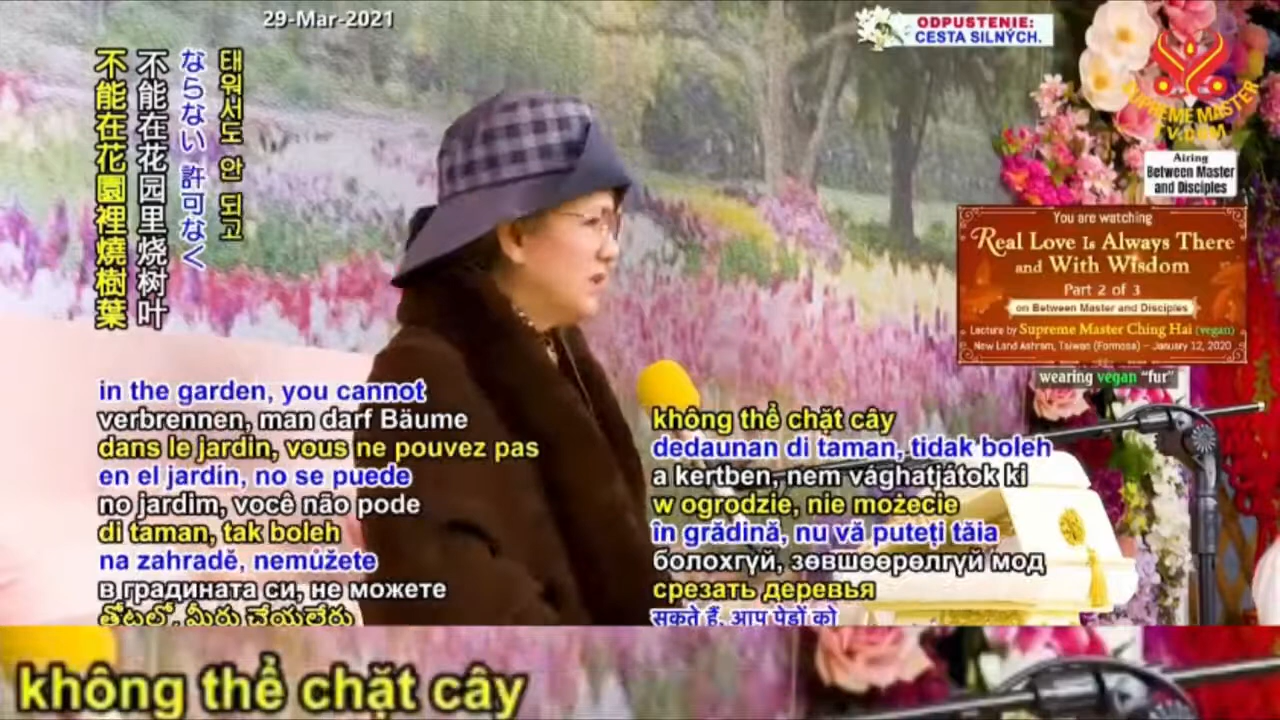 29-Mar-2021
ODPUSTENIE:
CESTA SILNÝCH.
SUPREME MASTER
TV.COM
Airing
Between Master
and Disciples
You are watching
Real Love Is Always There
and With Wisdom
Part 2 of 3
on Between Master and Disciples
Lecture by Supreme Master Ching Hai (vegan)
New Land Ashram, Taiwan (Formosa) – January 12, 2020
wearing vegan "fur"
태워서도 안 되고
ならない 許可なく
不能在花园里烧树叶
不能在花園裡燒樹葉
in the garden, you cannot
verbrennen, man darf Bäume
dans le jardin, vous ne pouvez pas
en el jardín, no se puede
no jardim, você não pode
di taman, tak boleh
na zahradě, nemůžete
в градината си, не можете
తోటలో, మీరు చేయలేరు
không thể chặt cây
dedaunan di taman, tidak boleh
a kertben, nem vághatjátok ki
w ogrodzie, nie możecie
în grădină, nu vă puteți tăia
болохгүй, зөвшөөрөлгүй мод
срезать деревья
सकते हैं, आप पेड़ों को
không thể chặt cây